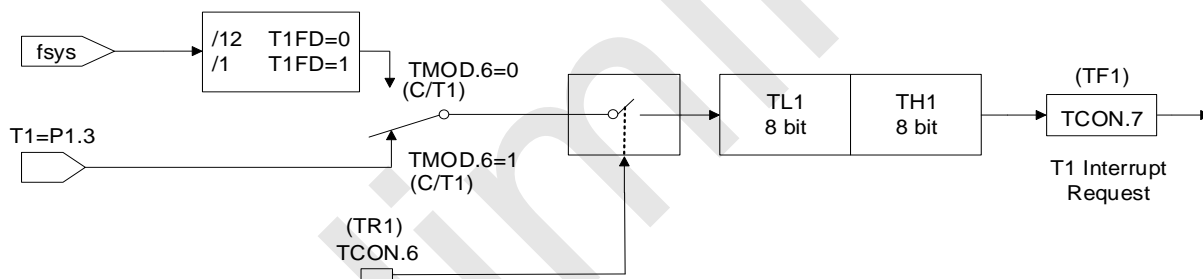 fsys
/12 T1FD=0
/1 T1FD=1
TMOD.6=0
(C/T1)
T1=P1.3
TMOD.6=1
(C/T1)
(TR1)
TCON.6
TL1
8 bit
TH1
8 bit
(TF1)
TCON.7
T1 Interrupt
Request